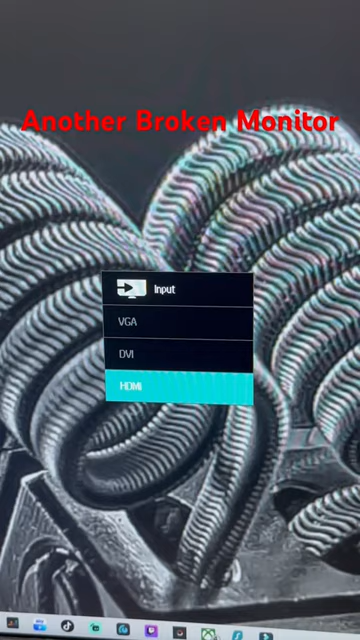 Another Broken Monitor
Input
VGA
DVI
HDMI